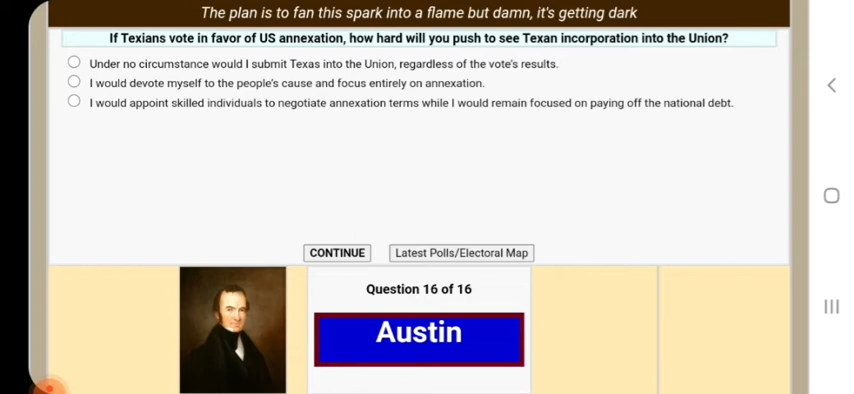 The plan is to fan this spark into a flame but damn, it's getting dark
If Texians vote in favor of US annexation, how hard will you push to see Texan incorporation into the Union?
Under no circumstance would I submit Texas into the Union, regardless of the vote's results.
I would devote myself to the people's cause and focus entirely on annexation.
I would appoint skilled individuals to negotiate annexation terms while I would remain focused on paying off the national debt.
CONTINUE
Latest Polls/Electoral Map
Question 16 of 16
Austin